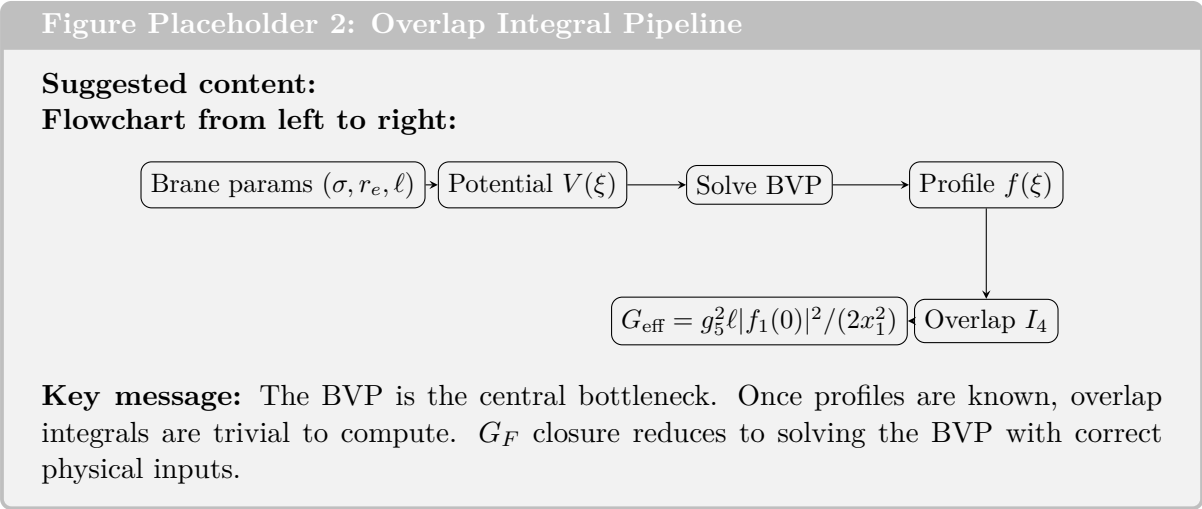 Figure Placeholder 2: Overlap Integral Pipeline
Suggested content:
Flowchart from left to right:
Brane params (σ, r_e, ℓ)
Potential V(ξ)
Solve BVP
Profile f(ξ)
G_eff = g_5^2 ℓ|f_1(0)|^2/(2x_1^2)
Overlap I_4
Key message: The BVP is the central bottleneck. Once profiles are known, overlap
integrals are trivial to compute. G_F closure reduces to solving the BVP with correct
physical inputs.